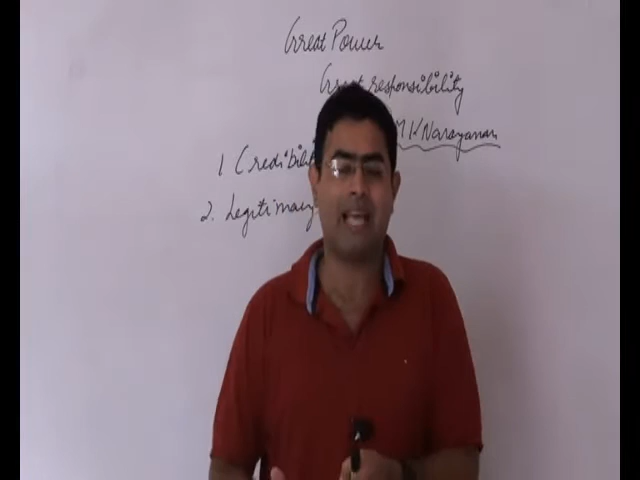 Great Power
Great responsibility
M K Narayanan
1 Credibility
2. Legitimacy